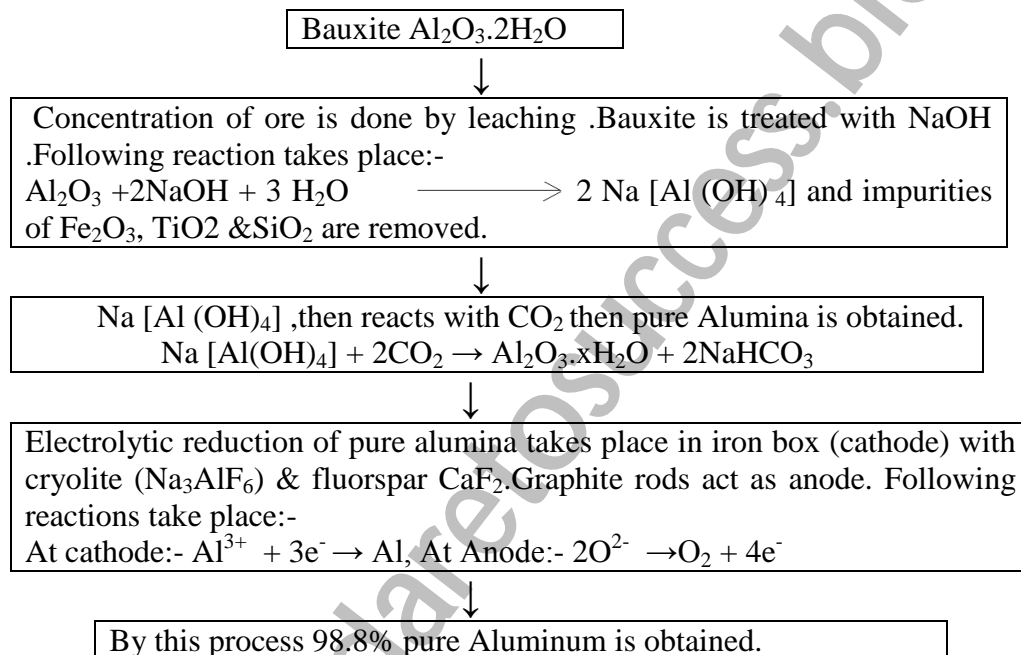 Bauxite Al₂O₃.2H₂O
↓
Concentration of ore is done by leaching .Bauxite is treated with NaOH
.Following reaction takes place:-
Al₂O₃ +2NaOH + 3 H₂O ⟶ 2 Na [Al (OH) ₄] and impurities
of Fe₂O₃, TiO2 &SiO₂ are removed.
↓
Na [Al (OH)₄] ,then reacts with CO₂ then pure Alumina is obtained.
Na [Al(OH)₄] + 2CO₂ → Al₂O₃.xH₂O + 2NaHCO₃
↓
Electrolytic reduction of pure alumina takes place in iron box (cathode) with
cryolite (Na₃AlF₆) & fluorspar CaF₂.Graphite rods act as anode. Following
reactions take place:-
At cathode:- Al³⁺ + 3e⁻ → Al, At Anode:- 2O²⁻ →O₂ + 4e⁻
↓
By this process 98.8% pure Aluminum is obtained.
daretosuccess.blo